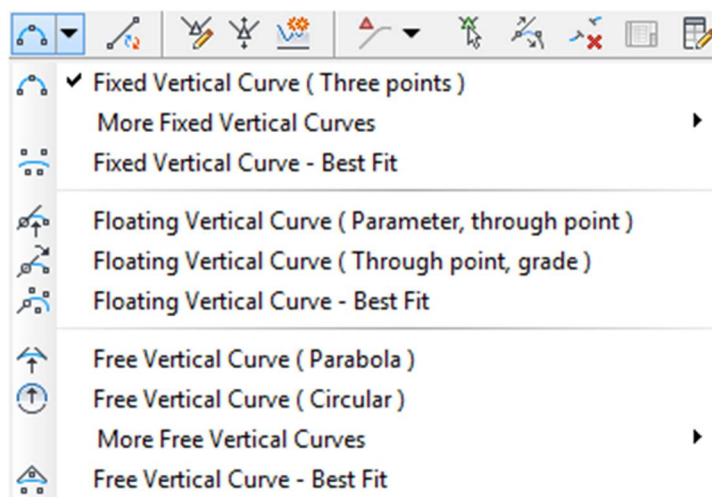 Fixed Vertical Curve ( Three points )
More Fixed Vertical Curves
Fixed Vertical Curve - Best Fit
Floating Vertical Curve ( Parameter, through point )
Floating Vertical Curve ( Through point, grade )
Floating Vertical Curve - Best Fit
Free Vertical Curve ( Parabola )
Free Vertical Curve ( Circular )
More Free Vertical Curves
Free Vertical Curve - Best Fit